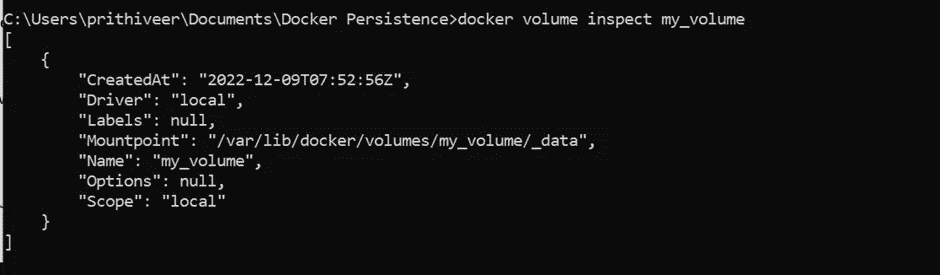 C:\Users\prithiveer\Documents\Docker Persistence>docker volume inspect my_volume
[
    {
        "CreatedAt": "2022-12-09T07:52:56Z",
        "Driver": "local",
        "Labels": null,
        "Mountpoint": "/var/lib/docker/volumes/my_volume/_data",
        "Name": "my_volume",
        "Options": null,
        "Scope": "local"
    }
]